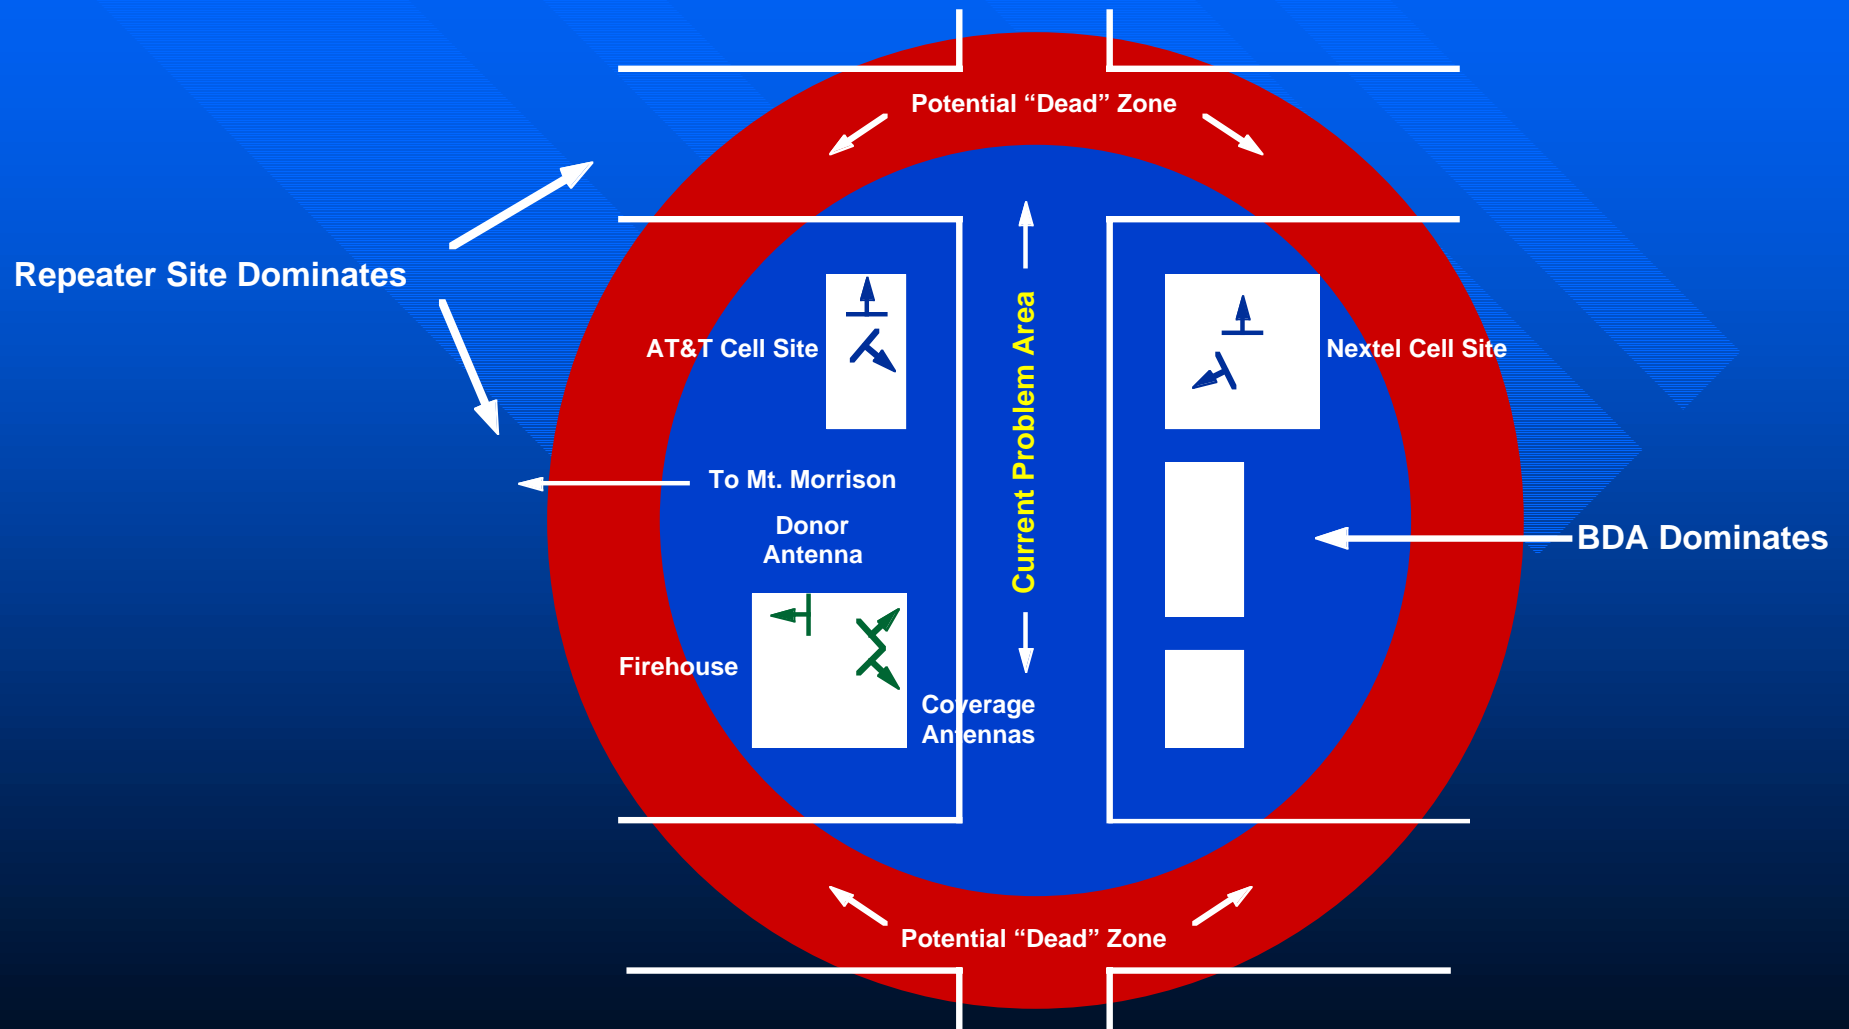 Potential “Dead” Zone
Repeater Site Dominates
AT&T Cell Site
Current Problem Area
Nextel Cell Site
To Mt. Morrison
Donor
Antenna
BDA Dominates
Firehouse
Coverage
Antennas
Potential “Dead” Zone